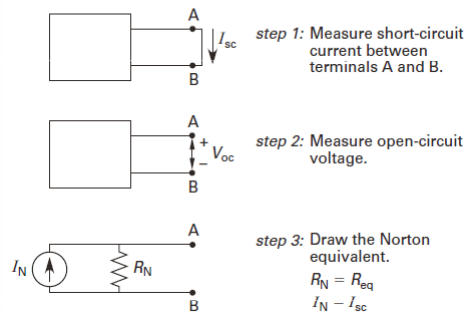 A
I_sc
B
step 1: Measure short-circuit
current between
terminals A and B.
A
+
V_oc
–
B
step 2: Measure open-circuit
voltage.
A
I_N
R_N
B
step 3: Draw the Norton
equivalent.
R_N = R_eq
I_N – I_sc